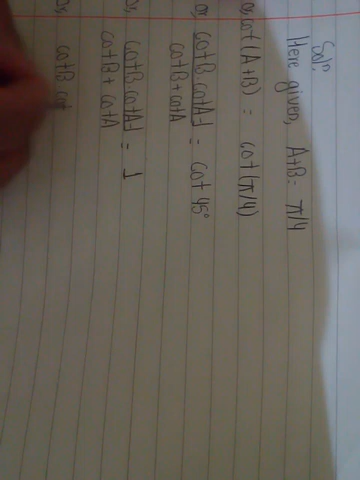 Solⁿ:
Here given, A+B = π/4
or, cot (A+B) = cot (π/4)
or, cotB.cotA-1 / cotB+cotA = cot 45°
or, cotB.cotA-1 / cotB+cotA = 1
or, cotB cot